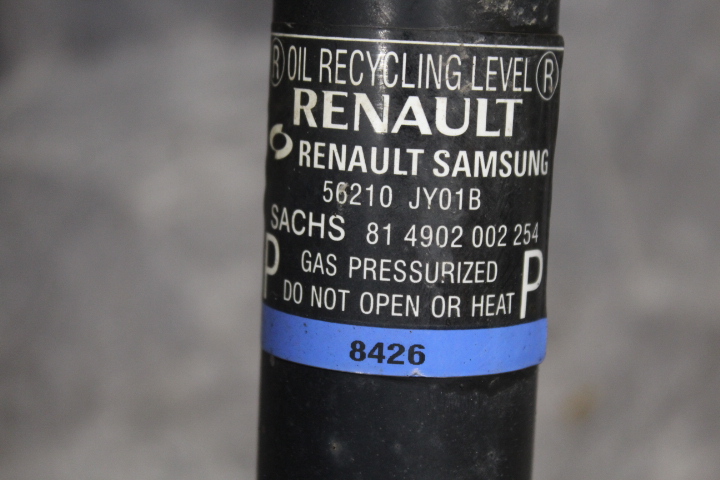 ® OIL RECYCLING LEVEL ®
RENAULT
RENAULT SAMSUNG
56210 JY01B
SACHS 81 4902 002 254
P GAS PRESSURIZED P
DO NOT OPEN OR HEAT
8426